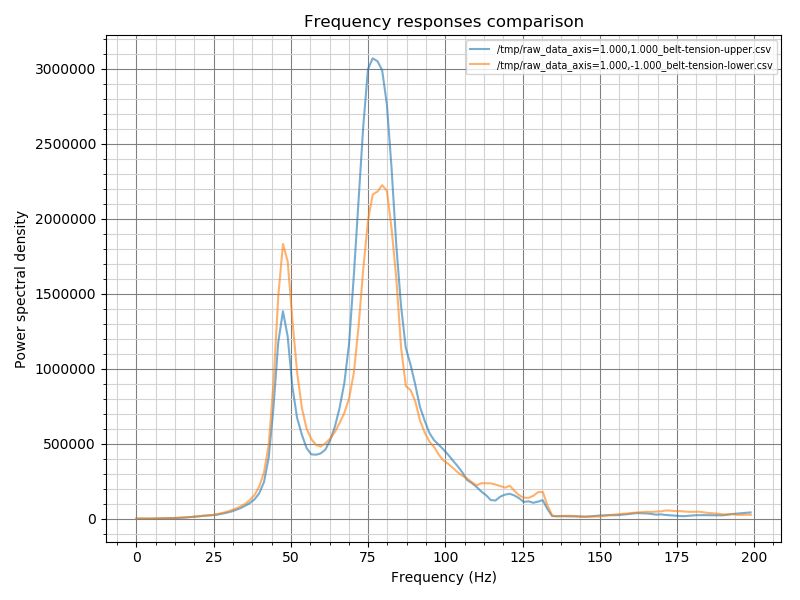 Frequency responses comparison
/tmp/raw_data_axis=1.000,1.000_belt-tension-upper.csv
/tmp/raw_data_axis=1.000,-1.000_belt-tension-lower.csv
3000000
2500000
2000000
1500000
1000000
500000
0
Power spectral density
0 25 50 75 100 125 150 175 200
Frequency (Hz)